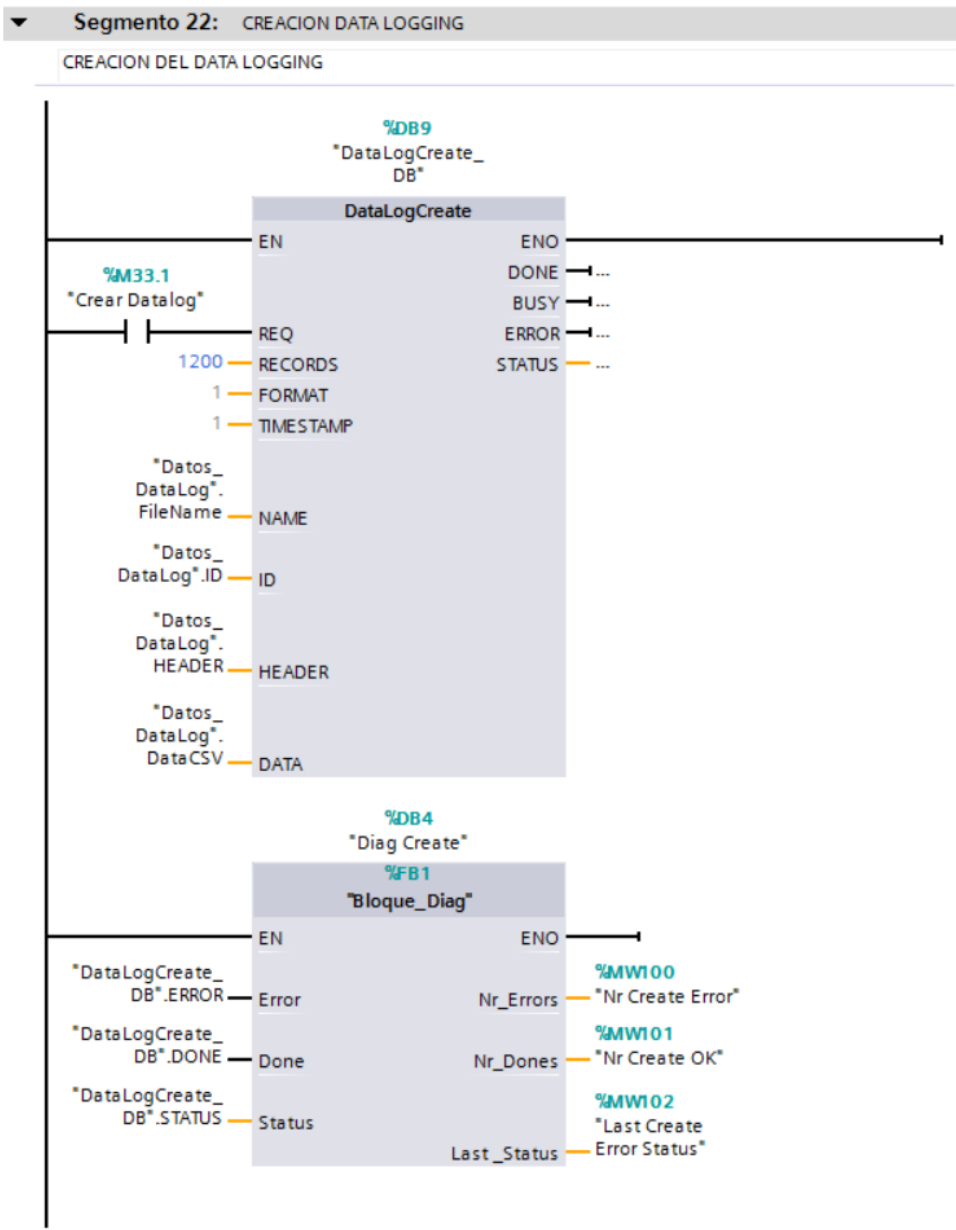 Segmento 22: CREACION DATA LOGGING
CREACION DEL DATA LOGGING
%DB9
"DataLogCreate_
DB"
DataLogCreate
EN
ENO
DONE
...
BUSY
...
%M33.1
"Crear Datalog"
REQ
ERROR
...
1200
RECORDS
STATUS
...
1
FORMAT
1
TIMESTAMP
"Datos_
DataLog".
FileName
NAME
"Datos_
DataLog".ID
ID
"Datos_
DataLog".
HEADER
HEADER
"Datos_
DataLog".
DataCSV
DATA
%DB4
"Diag Create"
%FB1
"Bloque_Diag"
EN
ENO
"DataLogCreate_
DB".ERROR
Error
Nr_Errors
%MW100
"Nr Create Error"
"DataLogCreate_
DB".DONE
Done
Nr_Dones
%MW101
"Nr Create OK"
"DataLogCreate_
DB".STATUS
Status
Last _Status
%MW102
"Last Create
Error Status"